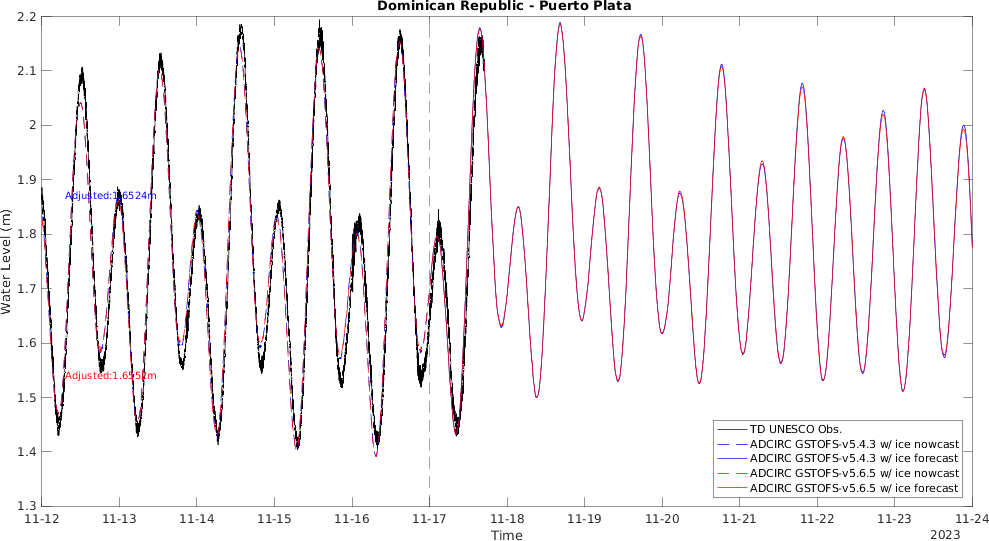 Dominican Republic - Puerto Plata
2.2
2.1
2
1.9
1.8
1.7
1.6
1.5
1.4
1.3
Water Level (m)
Adjusted:1.6524m
Adjusted:1.6552m
TD UNESCO Obs.
ADCIRC GSTOFS-v5.4.3 w/ ice nowcast
ADCIRC GSTOFS-v5.4.3 w/ ice forecast
ADCIRC GSTOFS-v5.6.5 w/ ice nowcast
ADCIRC GSTOFS-v5.6.5 w/ ice forecast
11-12 11-13 11-14 11-15 11-16 11-17 11-18 11-19 11-20 11-21 11-22 11-23 11-24
Time
2023